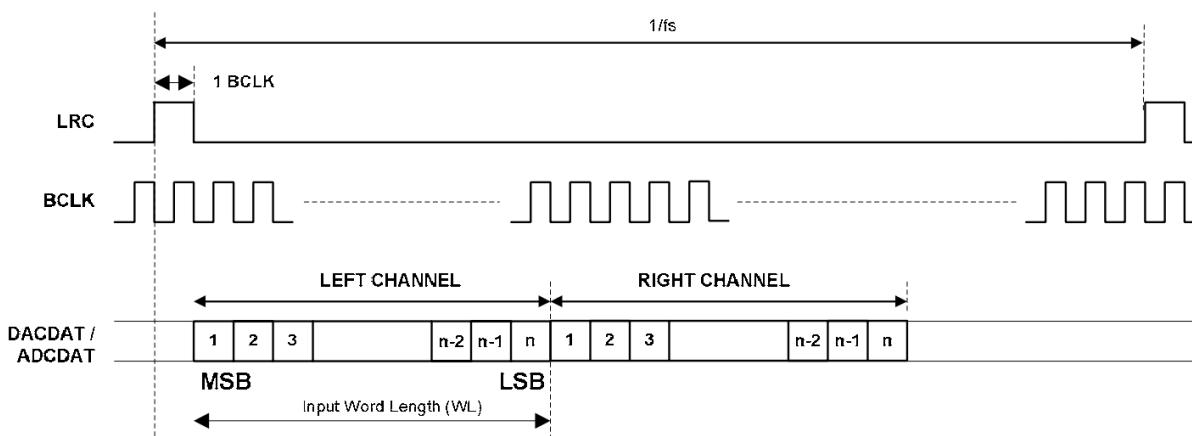 1/fs
1 BCLK
LRC
BCLK
LEFT CHANNEL RIGHT CHANNEL
DACDAT /
ADCDAT
1 2 3 n-2 n-1 n 1 2 3 n-2 n-1 n
MSB LSB
Input Word Length (WL)